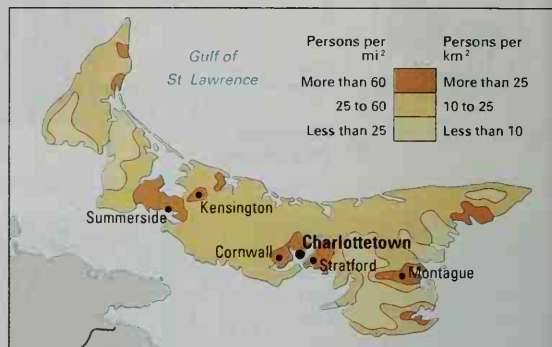 Gulf of
St Lawrence
Persons per mi² Persons per km²
More than 60 More than 25
25 to 60 10 to 25
Less than 25 Less than 10
Summerside
Kensington
Cornwall
Charlottetown
Stratford
Montague